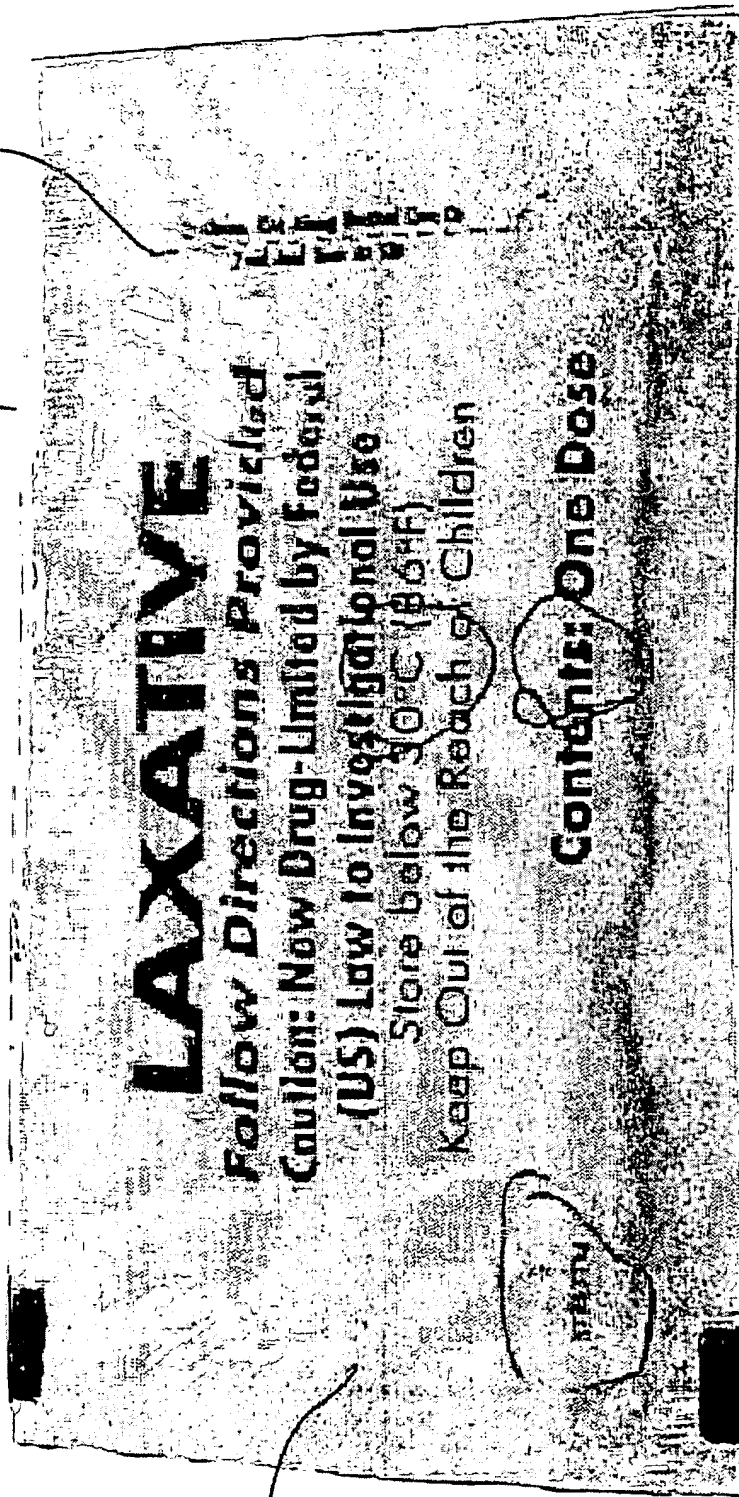 LAXATIVE
Follow Directions Provided
Caution: New Drug-Limited by Federal
(US) Law to Investigational Use
Store below 30°C (86°F)
Keep Out of the Reach of Children
Contents: One Dose